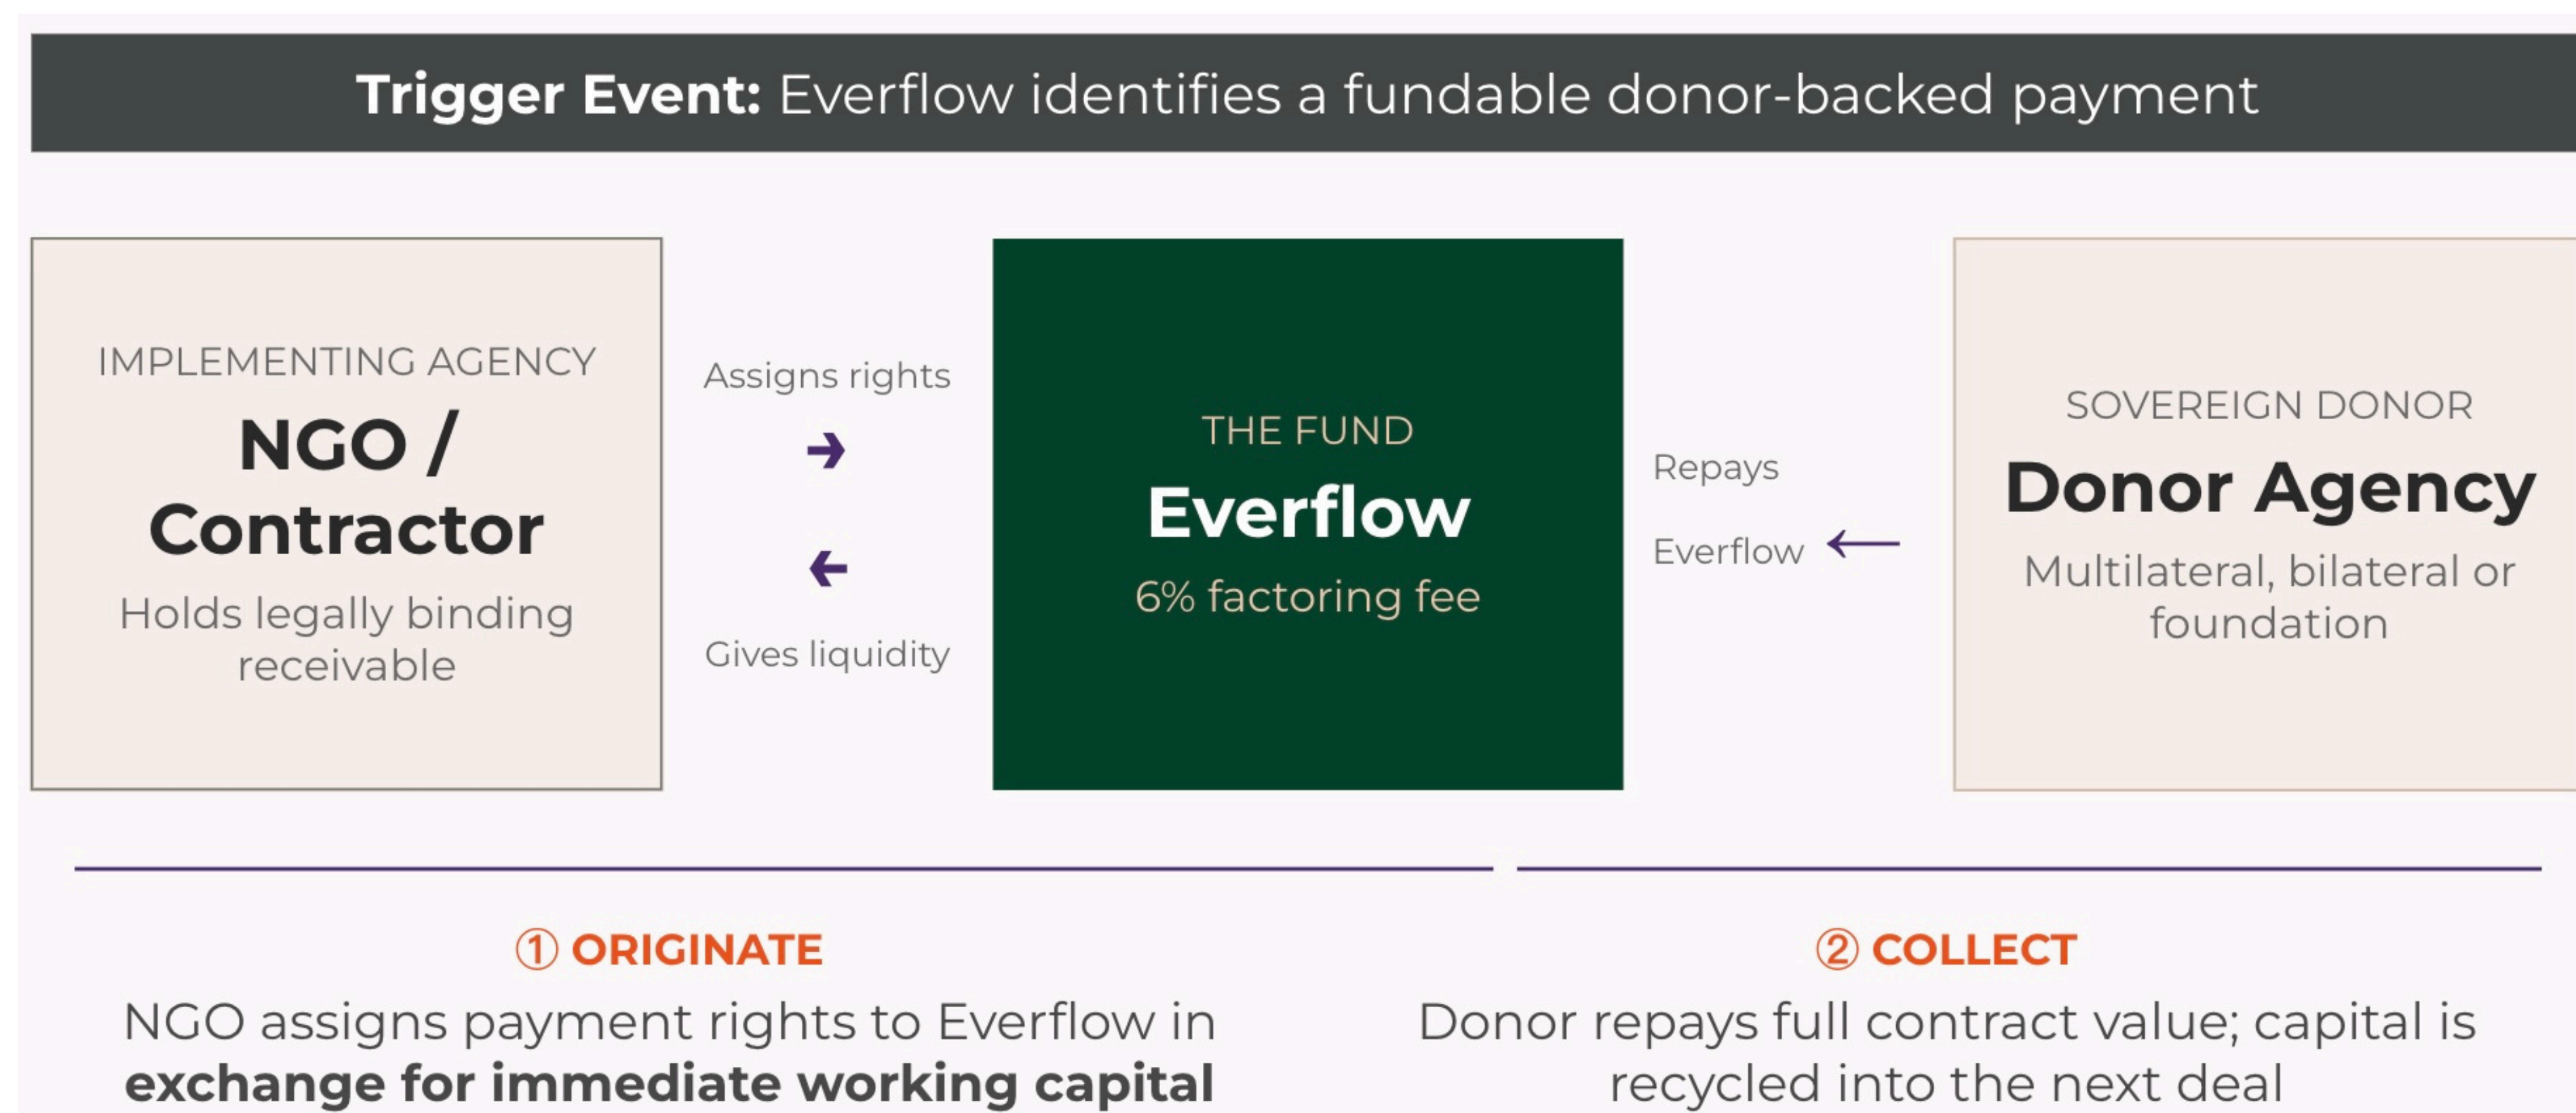 Trigger Event: Everflow identifies a fundable donor-backed payment
IMPLEMENTING AGENCY
NGO /
Contractor
Holds legally binding
receivable
Assigns rights
→
←
Gives liquidity
THE FUND
Everflow
6% factoring fee
Repays
Everflow ←
SOVEREIGN DONOR
Donor Agency
Multilateral, bilateral or
foundation
① ORIGINATE
NGO assigns payment rights to Everflow in
exchange for immediate working capital
② COLLECT
Donor repays full contract value; capital is
recycled into the next deal